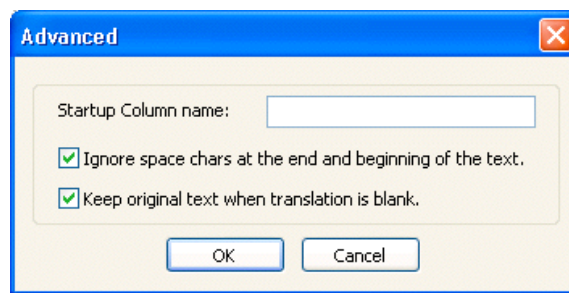 Advanced
Startup Column name:
Ignore space chars at the end and beginning of the text.
Keep original text when translation is blank.
OK Cancel